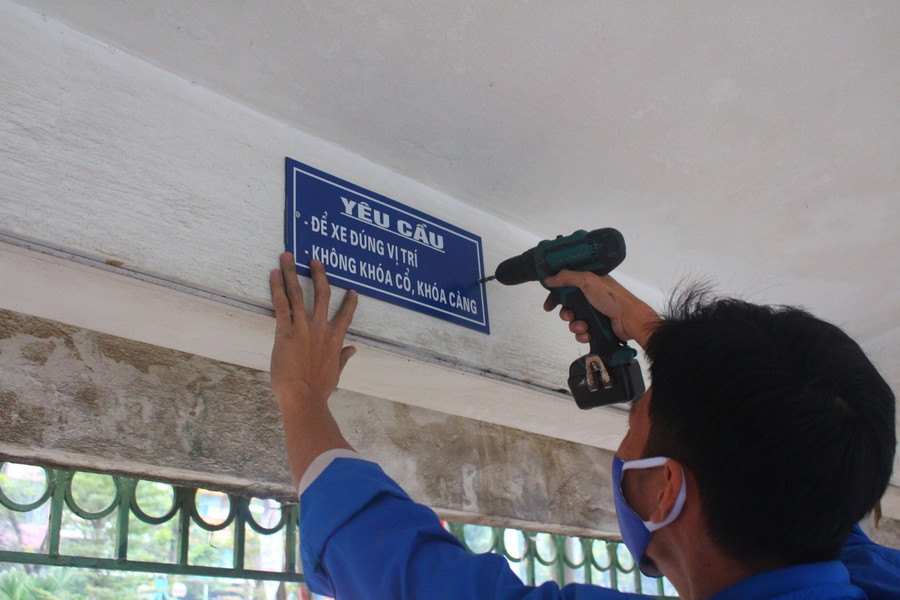 YÊU CẦU
- ĐỂ XE ĐÚNG VỊ TRÍ
- KHÔNG KHÓA CỔ, KHÓA CÀNG